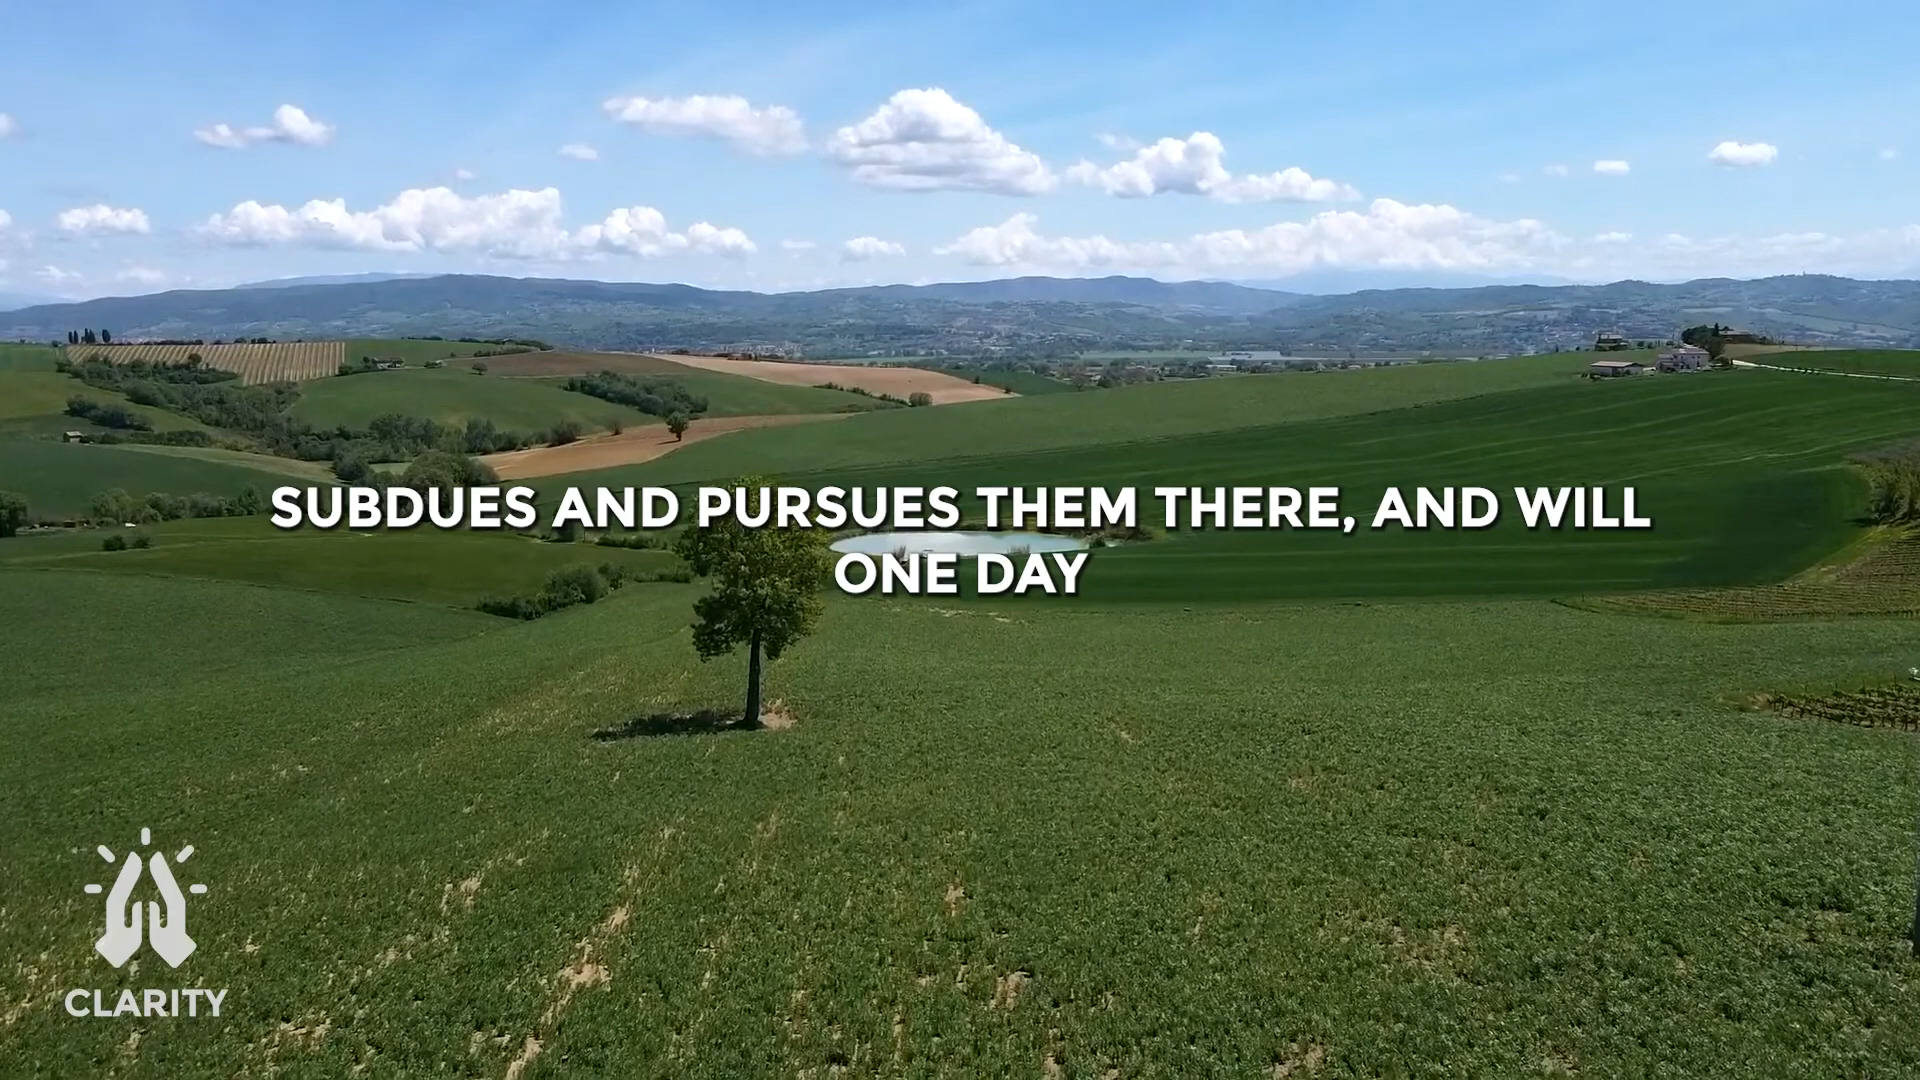 SUBDUES AND PURSUES THEM THERE, AND WILL
ONE DAY
CLARITY